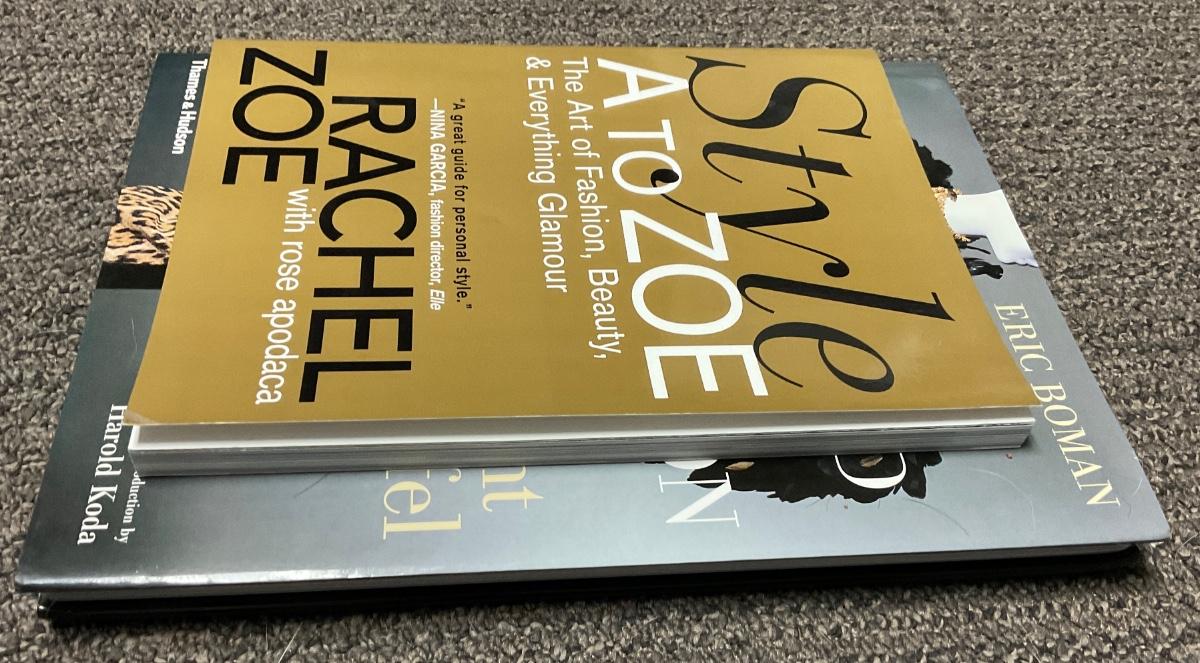 Style
A TO ZOE
The Art of Fashion, Beauty,
& Everything Glamour
"A great guide for personal style."
—NINA GARCIA, fashion director, Elle
RACHEL
ZOE
with rose apodaca
ERIC BOMAN
Harold Koda
Thames & Hudson